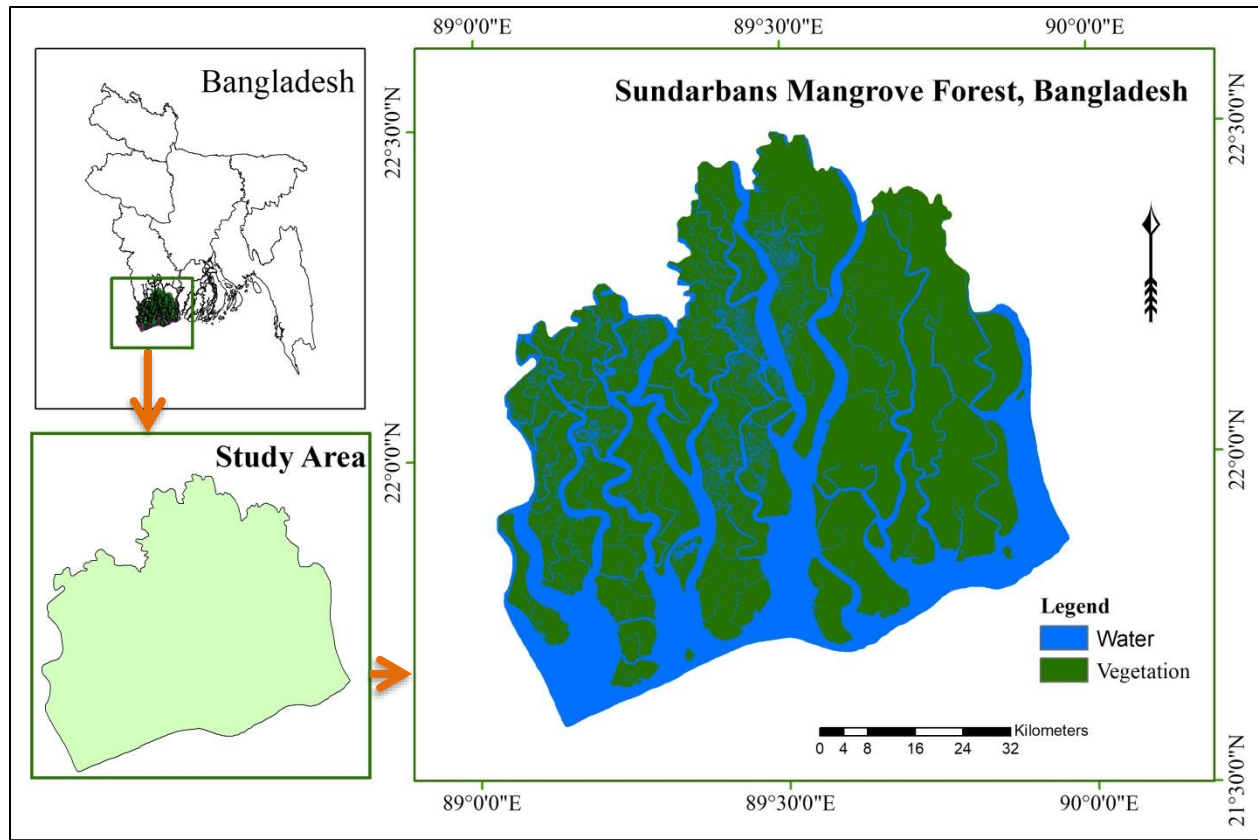 Bangladesh
Study Area
89°0'0"E
89°30'0"E
90°0'0"E
Sundarbans Mangrove Forest, Bangladesh
22°30'0"N
22°30'0"N
22°0'0"N
22°0'0"N
Legend
Water
Vegetation
Kilometers
0 4 8 16 24 32
21°30'0"N
89°0'0"E
89°30'0"E
90°0'0"E